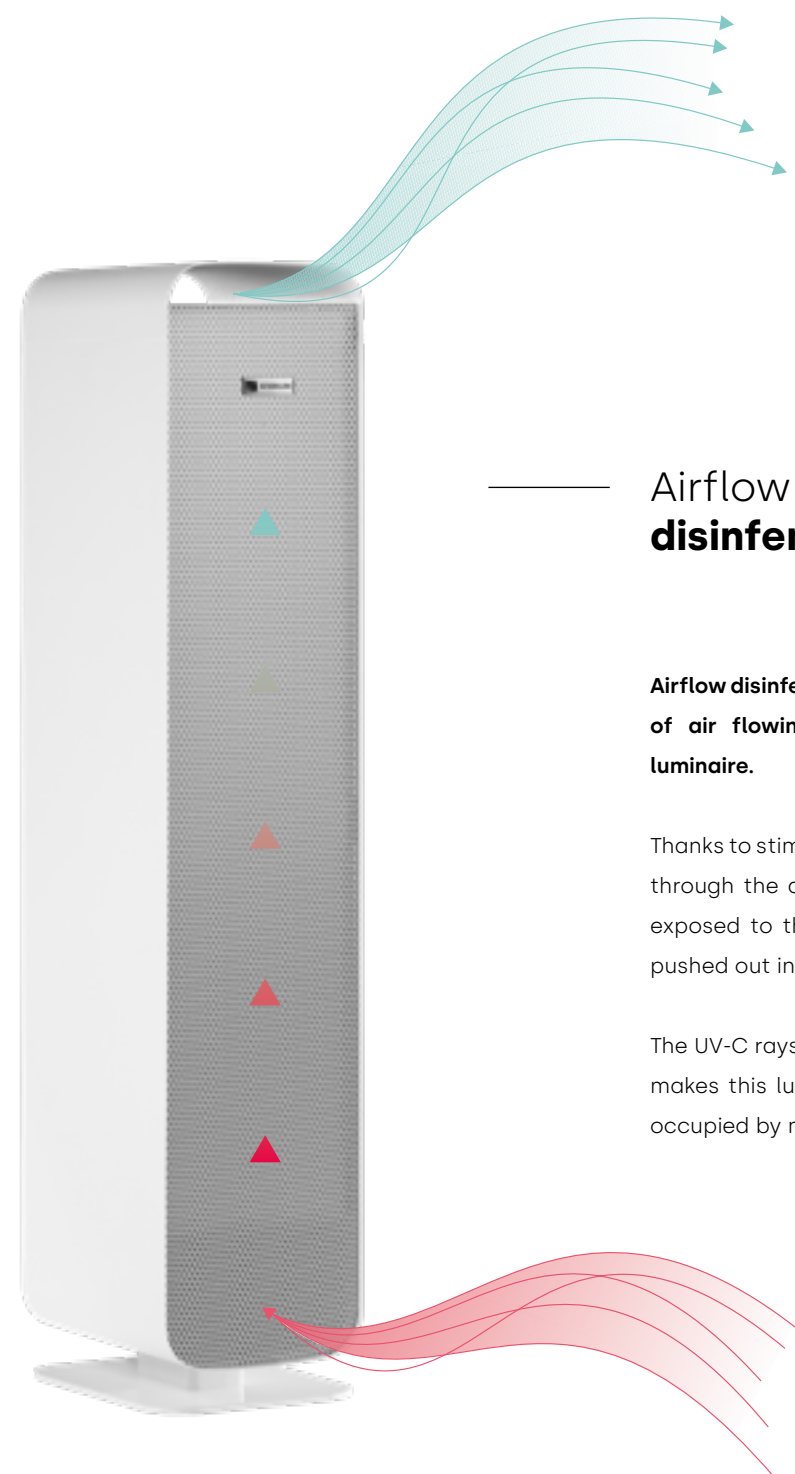 Airflow
disinfe
Airflow disinfe
of air flowin
luminaire.
Thanks to stim
through the
exposed to th
pushed out in
The UV-C rays
makes this lu
occupied by